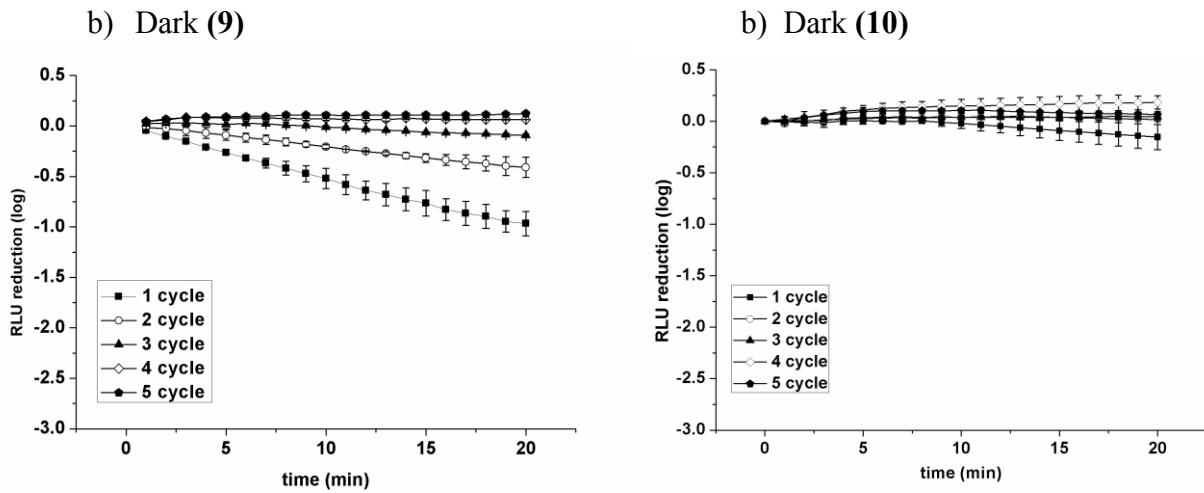 b) Dark (9)
0.5
0.0
-0.5
-1.0
-1.5
-2.0
-2.5
-3.0
RLU reduction (log)
1 cycle
2 cycle
3 cycle
4 cycle
5 cycle
0 5 10 15 20
time (min)
b) Dark (10)
0.5
0.0
-0.5
-1.0
-1.5
-2.0
-2.5
-3.0
RLU reduction (log)
1 cycle
2 cycle
3 cycle
4 cycle
5 cycle
0 5 10 15 20
time (min)